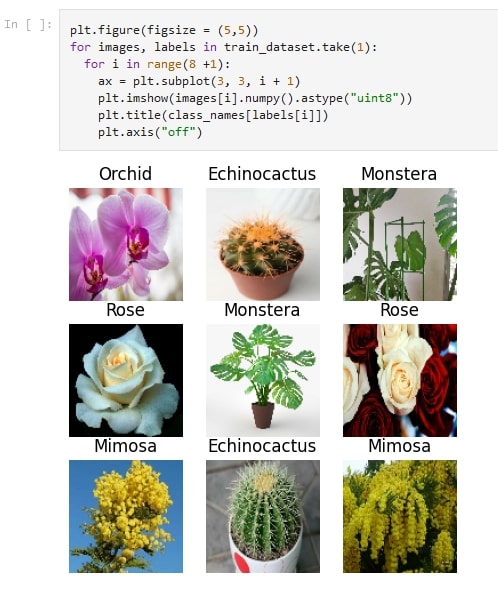 In [ ]:
plt.figure(figsize = (5,5))
for images, labels in train_dataset.take(1):
  for i in range(8 +1):
    ax = plt.subplot(3, 3, i + 1)
    plt.imshow(images[i].numpy().astype("uint8"))
    plt.title(class_names[labels[i]])
    plt.axis("off")
Orchid Echinocactus Monstera
Rose Monstera Rose
Mimosa Echinocactus Mimosa